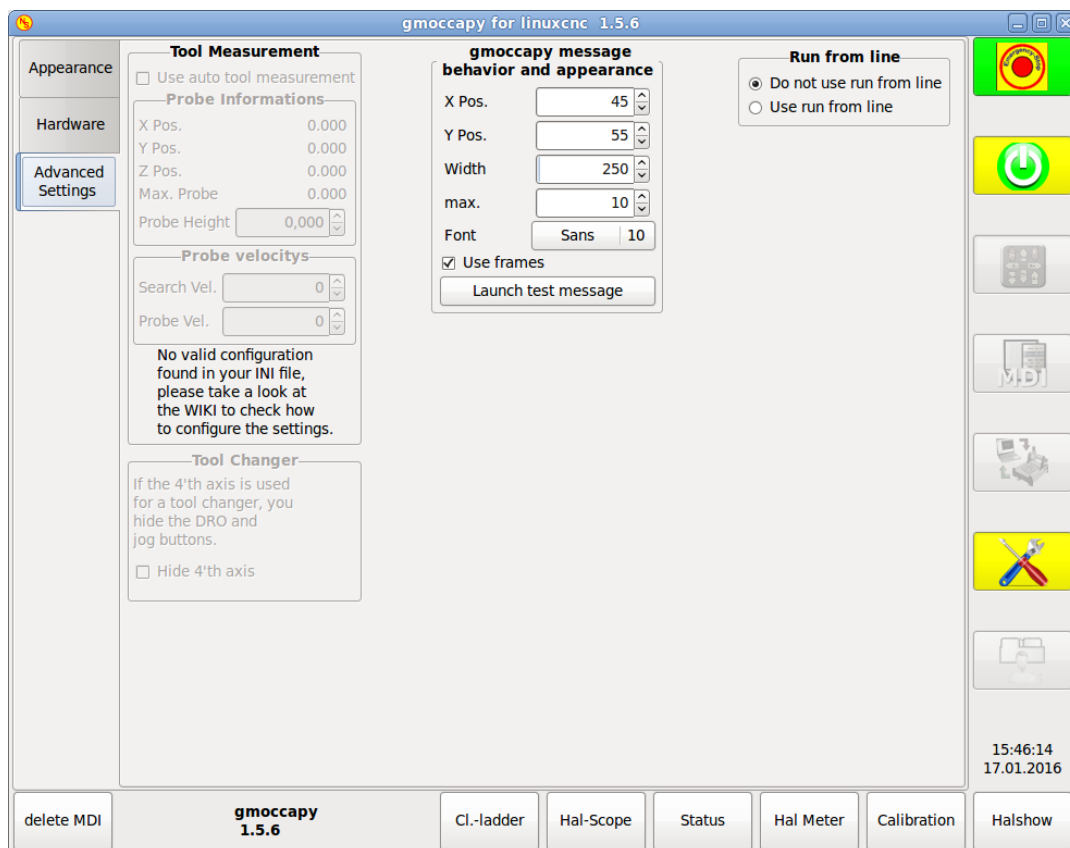 gmoccapy for linuxcnc 1.5.6
Appearance
Hardware
Advanced
Settings
Tool Measurement
Use auto tool measurement
Probe Informations
X Pos. 0.000
Y Pos. 0.000
Z Pos. 0.000
Max. Probe 0.000
Probe Height 0,000
Probe velocitys
Search Vel. 0
Probe Vel. 0
No valid configuration
found in your INI file,
please take a look at
the WIKI to check how
to configure the settings.
Tool Changer
If the 4'th axis is used
for a tool changer, you
hide the DRO and
jog buttons.
Hide 4'th axis
gmoccapy message
behavior and appearance
X Pos. 45
Y Pos. 55
Width 250
max. 10
Font Sans 10
Use frames
Launch test message
Run from line
Do not use run from line
Use run from line
Emergency-Stop
MDI
15:46:14
17.01.2016
delete MDI
gmoccapy
1.5.6
Cl.-ladder
Hal-Scope
Status
Hal Meter
Calibration
Halshow